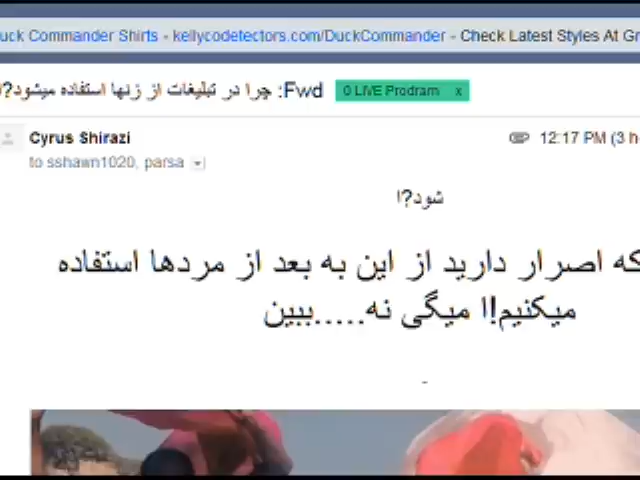 uck Commander Shirts - kellycodetectors.com/DuckCommander - Check Latest Styles At Gr
Fwd: چرا در تبلیغات از زنها استفاده میشود?!
0 LIVE Prodram x
Cyrus Shirazi
12:17 PM (3 h
to sshawn1020, parsa
شود?!
که اصرار دارید از این به بعد از مردها استفاده
میکنیم!ا میگی نه.....ببین
-